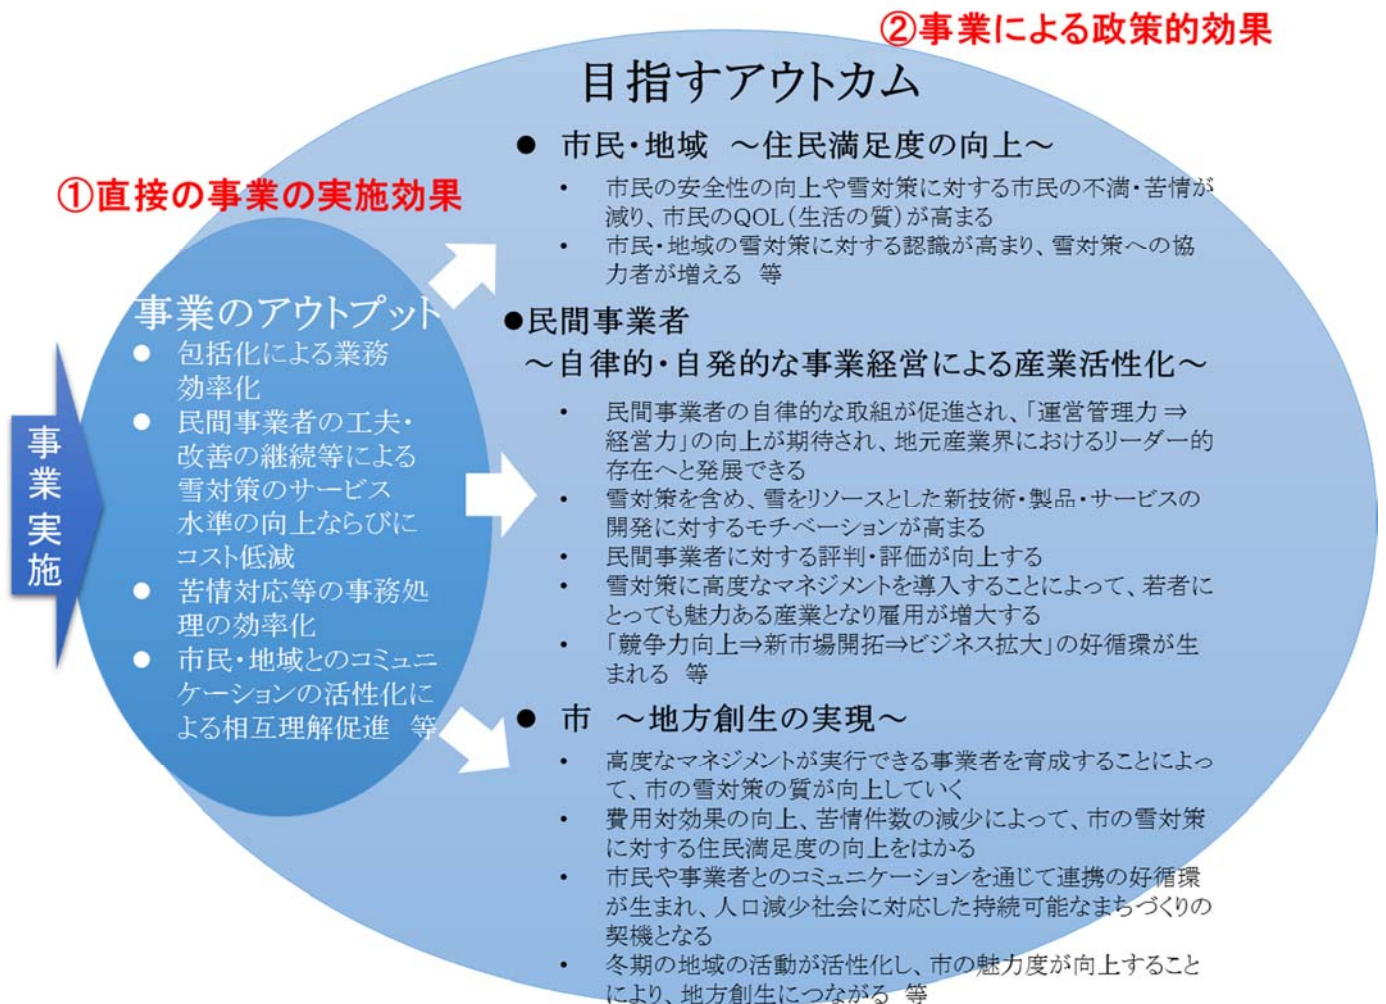 ②事業による政策的効果
目指すアウトカム
● 市民・地域 ～住民満足度の向上～
・ 市民の安全性の向上や雪対策に対する市民の不満・苦情が
減り、市民のQOL(生活の質)が高まる
・ 市民・地域の雪対策に対する認識が高まり、雪対策への協
力者が増える 等
●民間事業者
～自律的・自発的な事業経営による産業活性化～
・ 民間事業者の自律的な取組が促進され、「運営管理力⇒
経営力」の向上が期待され、地元産業界におけるリーダー的
存在へと発展できる
・ 雪対策を含め、雪をリソースとした新技術・製品・サービスの
開発に対するモチベーションが高まる
・ 民間事業者に対する評判・評価が向上する
・ 雪対策に高度なマネジメントを導入することによって、若者に
とっても魅力ある産業となり雇用が増大する
・ 「競争力向上⇒新市場開拓⇒ビジネス拡大」の好循環が生
まれる 等
● 市 ～地方創生の実現～
・ 高度なマネジメントが実行できる事業者を育成することによっ
て、市の雪対策の質が向上していく
・ 費用対効果の向上、苦情件数の減少によって、市の雪対策
に対する住民満足度の向上をはかる
・ 市民や事業者とのコミュニケーションを通じて連携の好循環
が生まれ、人口減少社会に対応した持続可能なまちづくりの
契機となる
・ 冬期の地域の活動が活性化し、市の魅力度が向上すること
により、地方創生につながる 等
①直接の事業の実施効果
事業のアウトプット
● 包括化による業務
効率化
● 民間事業者の工夫・
改善の継続等による
雪対策のサービス
水準の向上ならびに
コスト低減
● 苦情対応等の事務処
理の効率化
● 市民・地域とのコミュニ
ケーションの活性化に
よる相互理解促進 等
事業実施